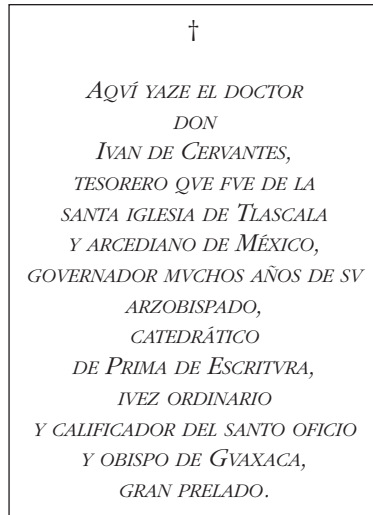 †
AQVÍ YAZE EL DOCTOR
DON
IVAN DE CERVANTES,
TESORERO QVE FVE DE LA
SANTA IGLESIA DE TLASCALA
Y ARCEDIANO DE MÉXICO,
GOVERNADOR MVCHOS AÑOS DE SV
ARZOBISPADO,
CATEDRÁTICO
DE PRIMA DE ESCRITVRA,
IVEZ ORDINARIO
Y CALIFICADOR DEL SANTO OFICIO
Y OBISPO DE GVAXACA,
GRAN PRELADO.